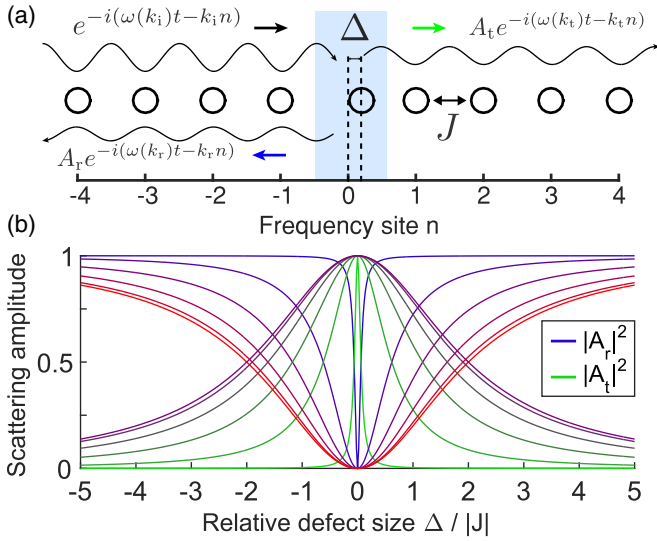 (a)
e^{-i(ω(k_i)t−k_i n)}
Δ
A_t e^{-i(ω(k_t)t−k_t n)}
J
A_r e^{-i(ω(k_r)t−k_r n)}
-4 -3 -2 -1 0 1 2 3 4
Frequency site n
(b)
Scattering amplitude
1
0.5
0
|A_r|^2
|A_t|^2
-5 -4 -3 -2 -1 0 1 2 3 4 5
Relative defect size Δ / |J|